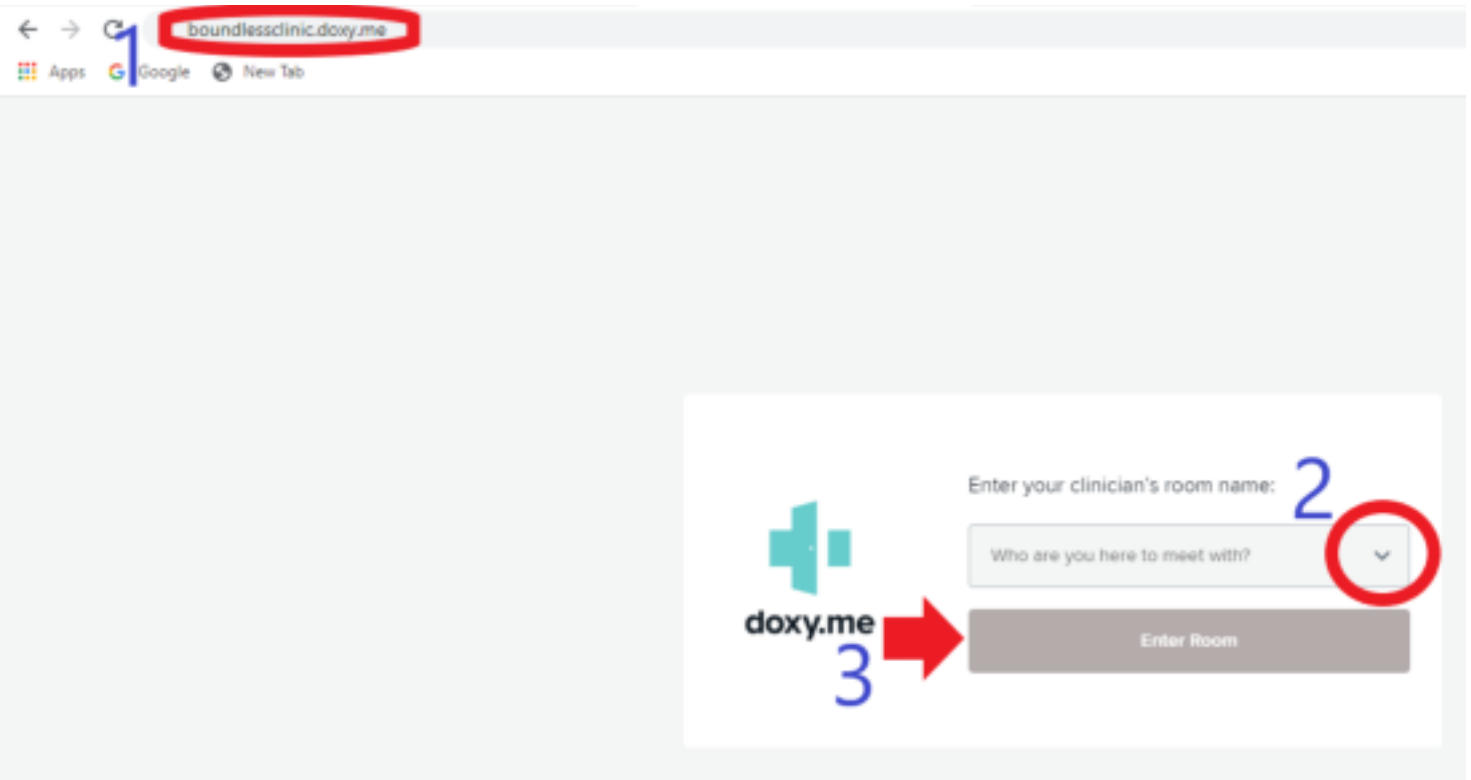 1
boundlessclinic.doxy.me
Apps Google New Tab
Enter your clinician's room name:
2
Who are you here to meet with?
doxy.me
3
Enter Room